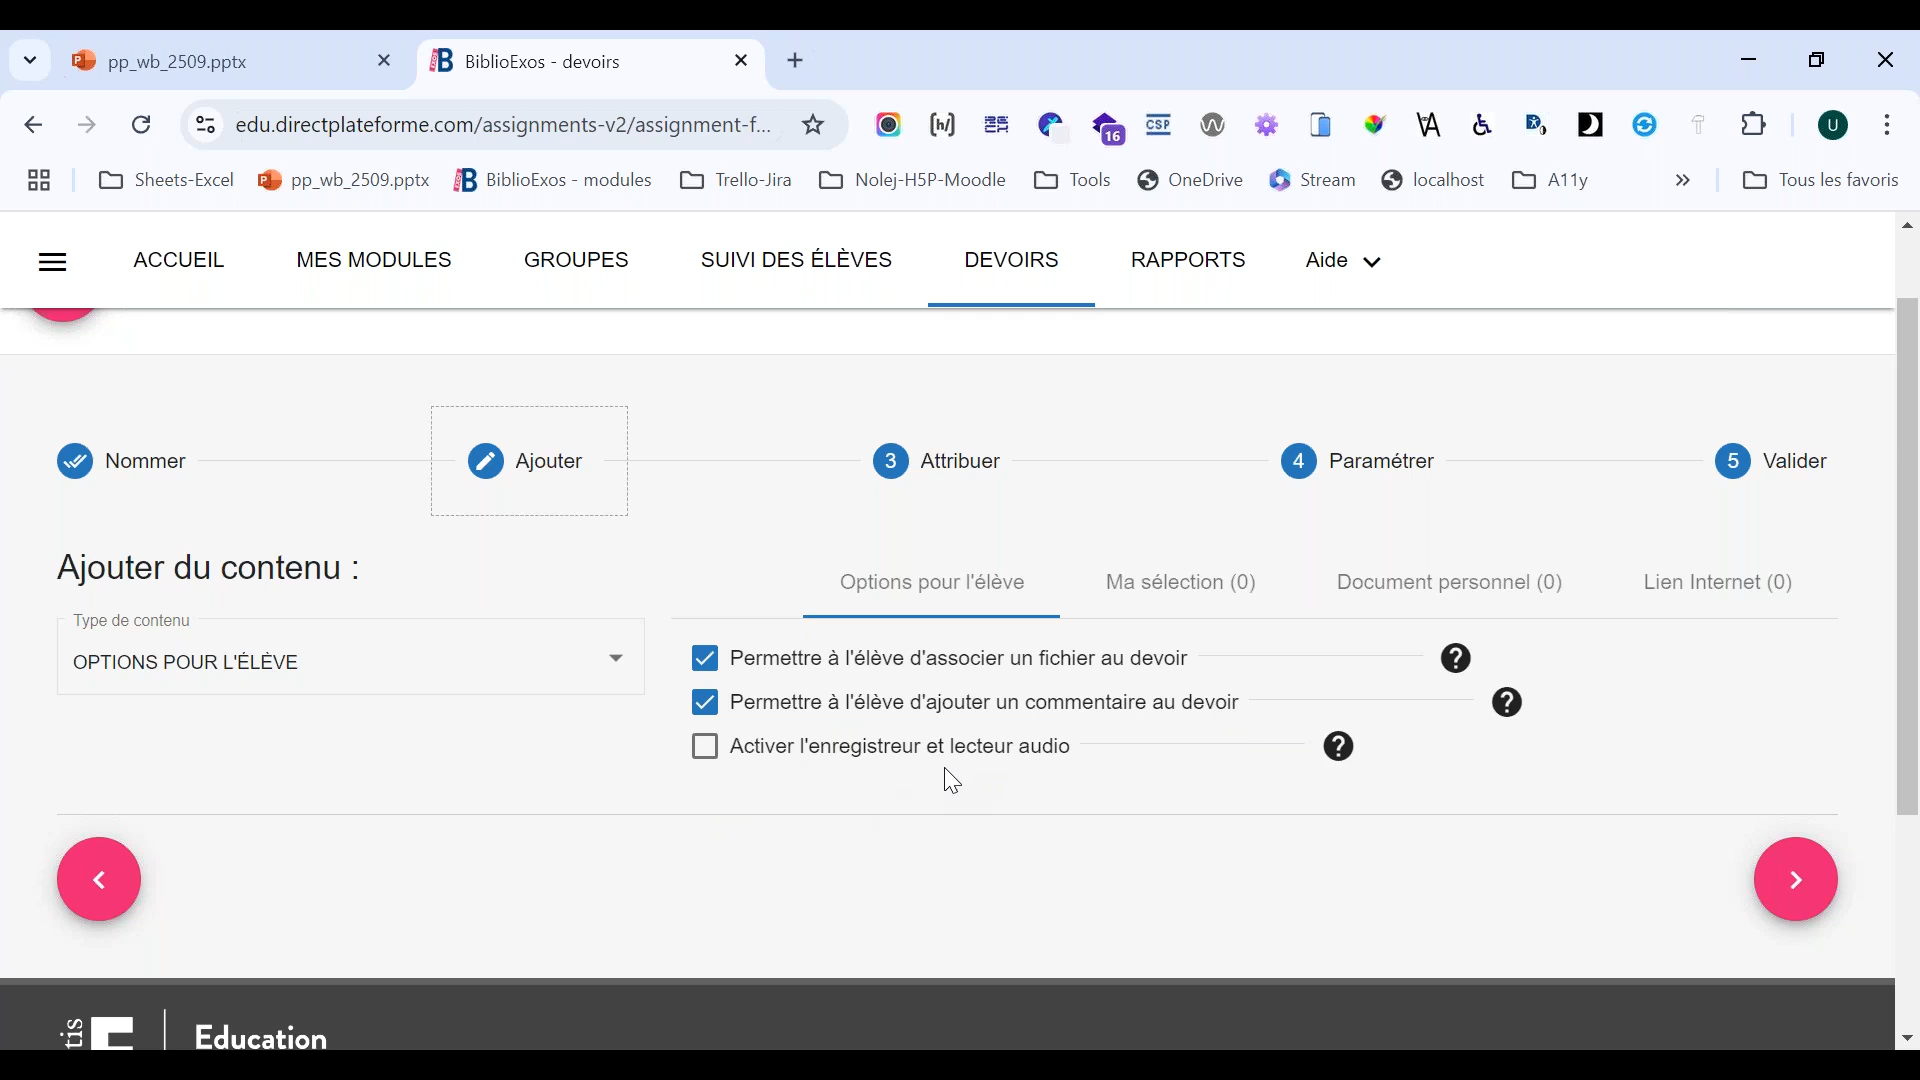 pp_wb_2509.pptx
BiblioExos - devoirs
edu.directplateforme.com/assignments-v2/assignment-f...
[h/]
16
CSP
U
Sheets-Excel
pp_wb_2509.pptx
BiblioExos - modules
Trello-Jira
Nolej-H5P-Moodle
Tools
OneDrive
Stream
localhost
A11y
Tous les favoris
ACCUEIL
MES MODULES
GROUPES
SUIVI DES ÉLÈVES
DEVOIRS
RAPPORTS
Aide
Nommer
Ajouter
3 Attribuer
4 Paramétrer
5 Valider
Ajouter du contenu :
Type de contenu
OPTIONS POUR L'ÉLÈVE
Options pour l'élève
Ma sélection (0)
Document personnel (0)
Lien Internet (0)
Permettre à l'élève d'associer un fichier au devoir ?
Permettre à l'élève d'ajouter un commentaire au devoir ?
Activer l'enregistreur et lecteur audio ?
tis
Education